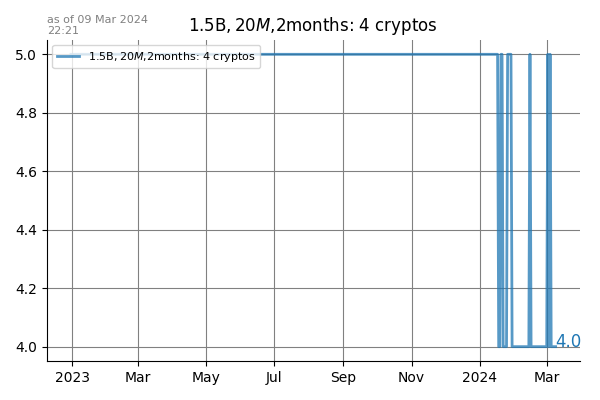 as of 09 Mar 2024
22:21
1.5B, 20M,2months: 4 cryptos
1.5B, 20M,2months: 4 cryptos
5.0
4.8
4.6
4.4
4.2
4.0
4.0
2023
Mar
May
Jul
Sep
Nov
2024
Mar